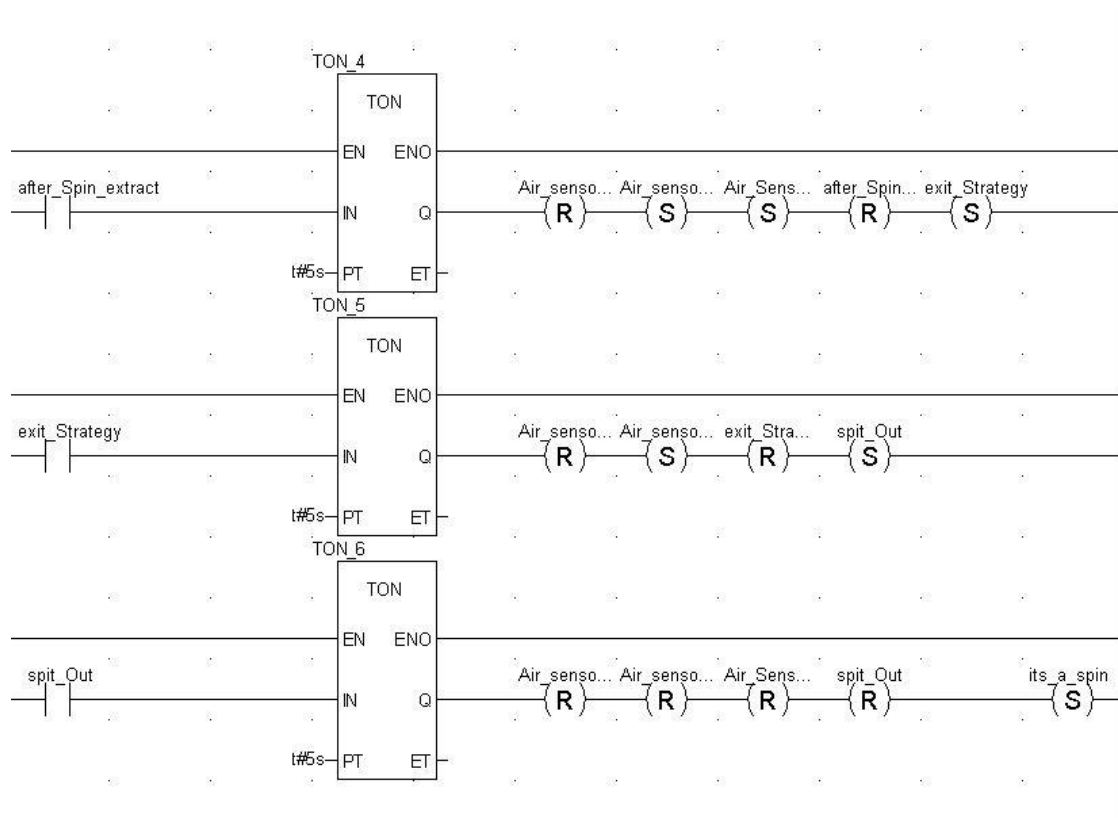 TON_4
TON
EN ENO
after_Spin_extract Air_senso... Air_senso... Air_Sens... after_Spin... exit_Strategy
IN Q R S S R S
t#5s PT ET
TON_5
TON
EN ENO
exit_Strategy Air_senso... Air_senso... exit_Stra... spit_Out
IN Q R S R S
t#5s PT ET
TON_6
TON
EN ENO
spit_Out Air_senso... Air_senso... Air_Sens... spit_Out its_a_spin
IN Q R R R R S
t#5s PT ET